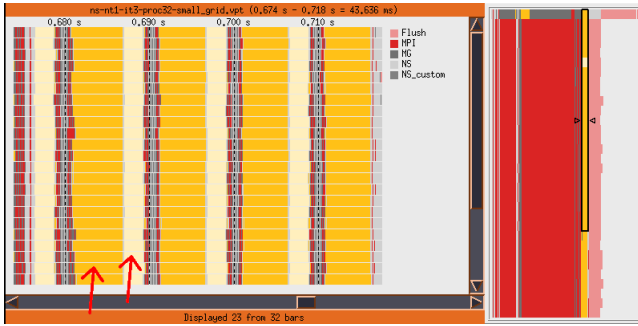 ns-nt1-it3-proc32-small_grid.vpt (0,674 s - 0,718 s = 43,636 ms)
0,680 s 0,690 s 0,700 s 0,710 s
Flush
MPI
MG
NS
NS_custom
Displayed 23 from 32 bars